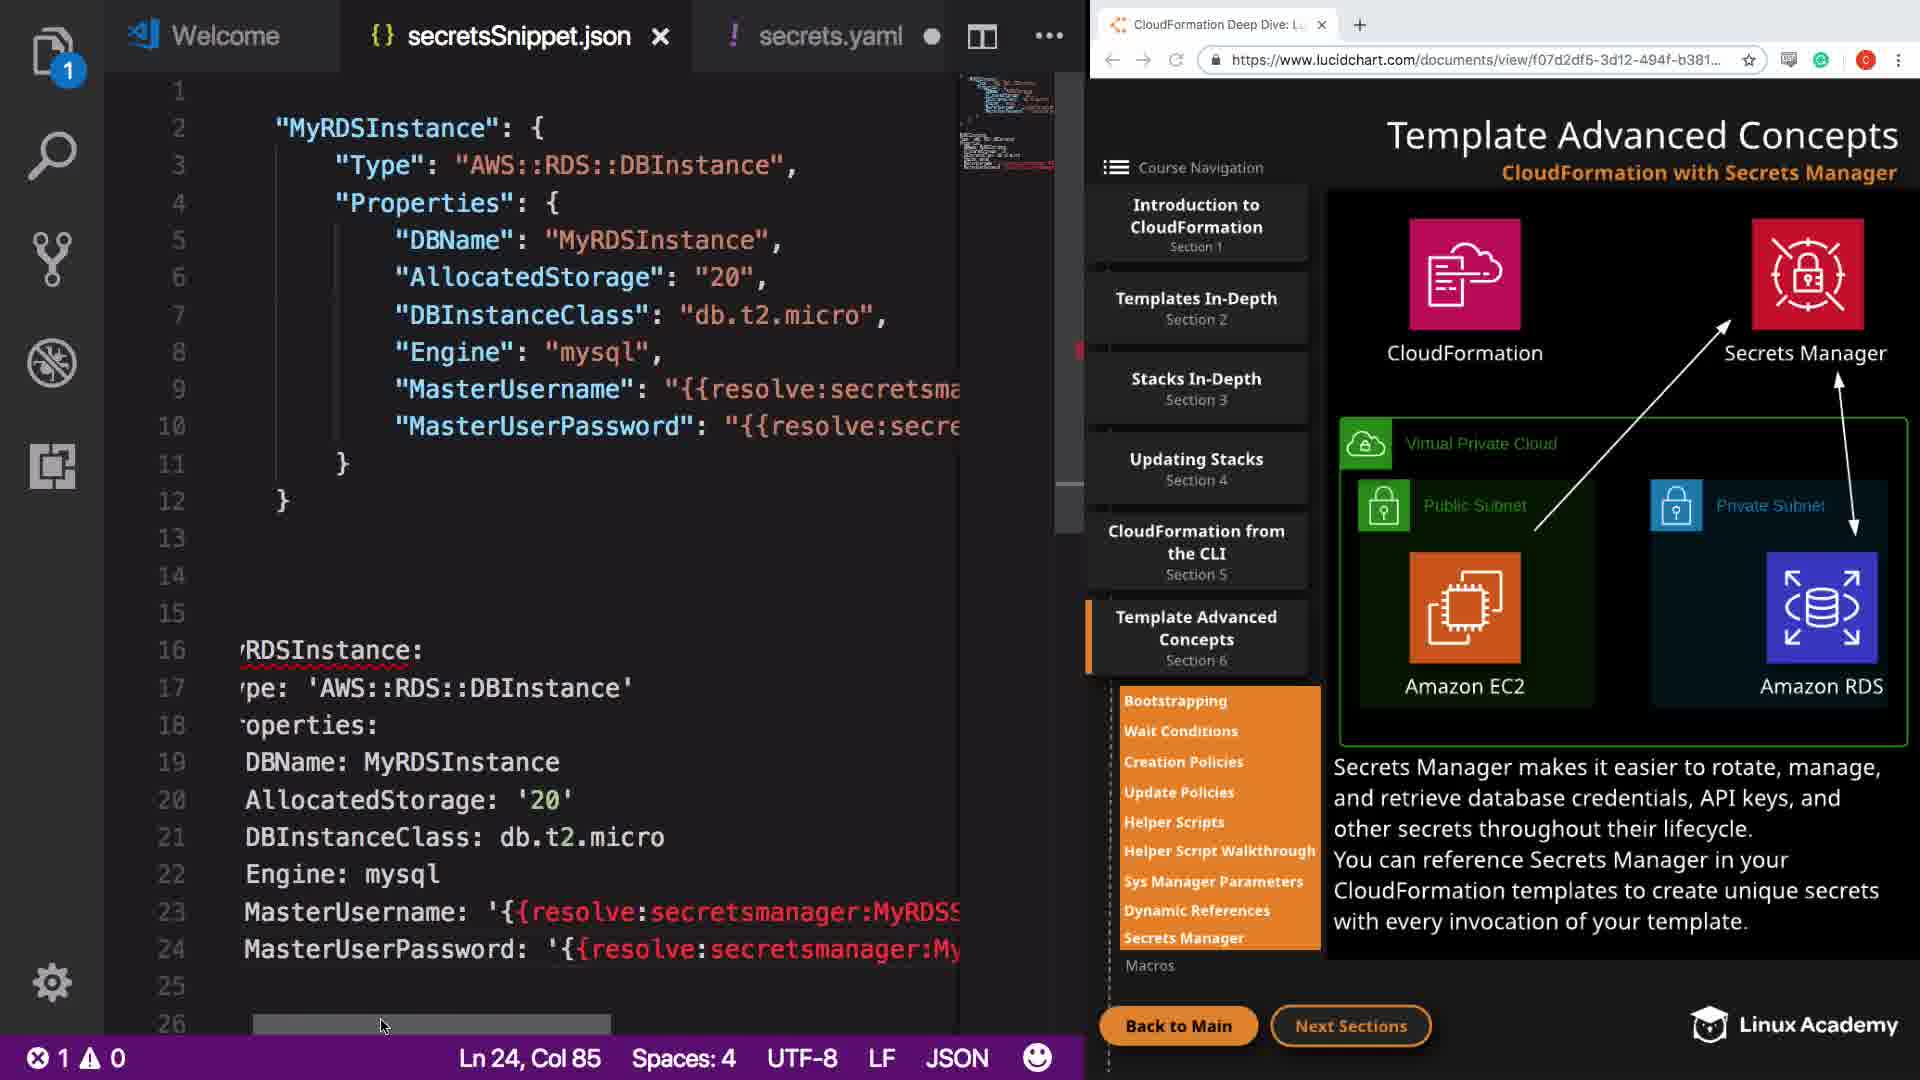 Welcome
{} secretsSnippet.json ×
! secrets.yaml
1
1
2 "MyRDSInstance": {
3 "Type": "AWS::RDS::DBInstance",
4 "Properties": {
5 "DBName": "MyRDSInstance",
6 "AllocatedStorage": "20",
7 "DBInstanceClass": "db.t2.micro",
8 "Engine": "mysql",
9 "MasterUsername": "{{resolve:secretsma
10 "MasterUserPassword": "{{resolve:secre
11 }
12 }
13
14
15
16 yRDSInstance:
17 ype: 'AWS::RDS::DBInstance'
18 roperties:
19 DBName: MyRDSInstance
20 AllocatedStorage: '20'
21 DBInstanceClass: db.t2.micro
22 Engine: mysql
23 MasterUsername: '{{resolve:secretsmanager:MyRDSS
24 MasterUserPassword: '{{resolve:secretsmanager:My
25
26
1 0 Ln 24, Col 85 Spaces: 4 UTF-8 LF JSON
CloudFormation Deep Dive: Lu
https://www.lucidchart.com/documents/view/f07d2df5-3d12-494f-b381...
C
Template Advanced Concepts
CloudFormation with Secrets Manager
Course Navigation
Introduction to
CloudFormation
Section 1
Templates In-Depth
Section 2
Stacks In-Depth
Section 3
Updating Stacks
Section 4
CloudFormation from
the CLI
Section 5
Template Advanced
Concepts
Section 6
Bootstrapping
Wait Conditions
Creation Policies
Update Policies
Helper Scripts
Helper Script Walkthrough
Sys Manager Parameters
Dynamic References
Secrets Manager
Macros
CloudFormation
Secrets Manager
Virtual Private Cloud
Public Subnet
Private Subnet
Amazon EC2
Amazon RDS
Secrets Manager makes it easier to rotate, manage,
and retrieve database credentials, API keys, and
other secrets throughout their lifecycle.
You can reference Secrets Manager in your
CloudFormation templates to create unique secrets
with every invocation of your template.
Back to Main
Next Sections
Linux Academy